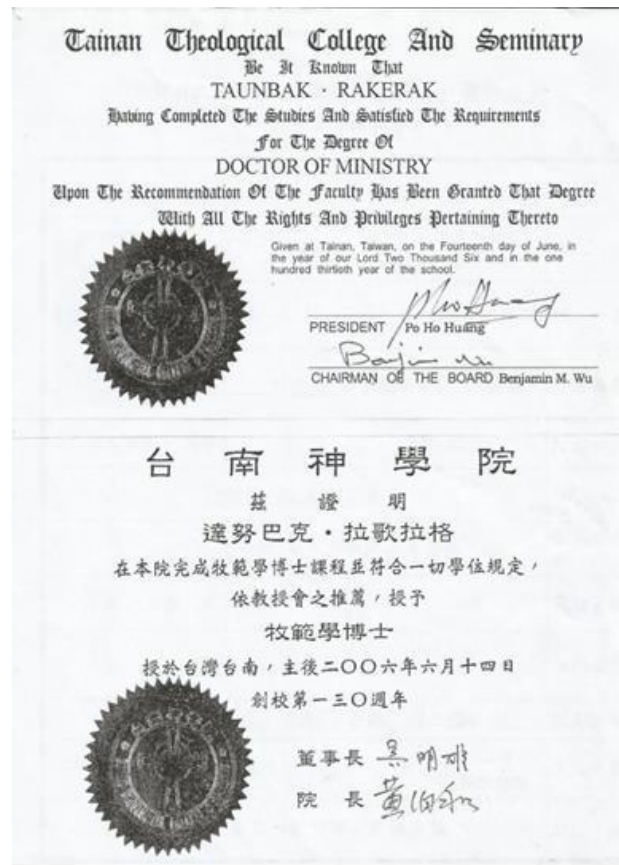 Tainan Theological College And Seminary
Be It Known That
TAUNBAK · RAKERAK
Having Completed The Studies And Satisfied The Requirements
For The Degree Of
DOCTOR OF MINISTRY
Upon The Recommendation Of The Faculty Has Been Granted That Degree
With All The Rights And Privileges Pertaining Thereto
Given at Tainan, Taiwan, on the Fourteenth day of June, in
the year of our Lord Two Thousand Six and in the one
hundred thirtieth year of the school.
PRESIDENT Po Ho Huang
CHAIRMAN OF THE BOARD Benjamin M. Wu
台南神學院
茲證明
達努巴克・拉歌拉格
在本院完成牧範學博士課程並符合一切學位規定,
依教授會之推薦,授予
牧範學博士
授於台灣台南,主後二〇〇六年六月十四日
創校第一三〇週年
董事長 吳明雄
院長 黃伯和